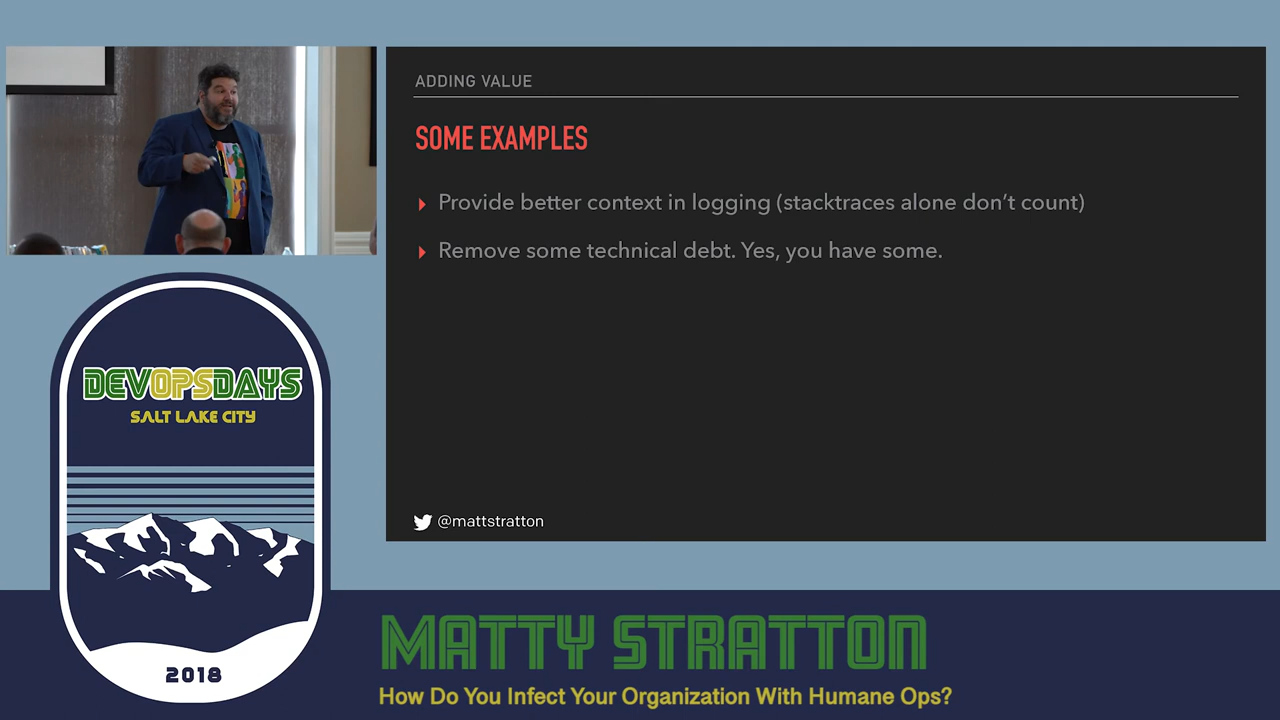 ADDING VALUE
SOME EXAMPLES
Provide better context in logging (stacktraces alone don’t count)
Remove some technical debt. Yes, you have some.
@mattstratton
DEVOPSDAYS
SALT LAKE CITY
2018
MATTY STRATTON
How Do You Infect Your Organization With Humane Ops?